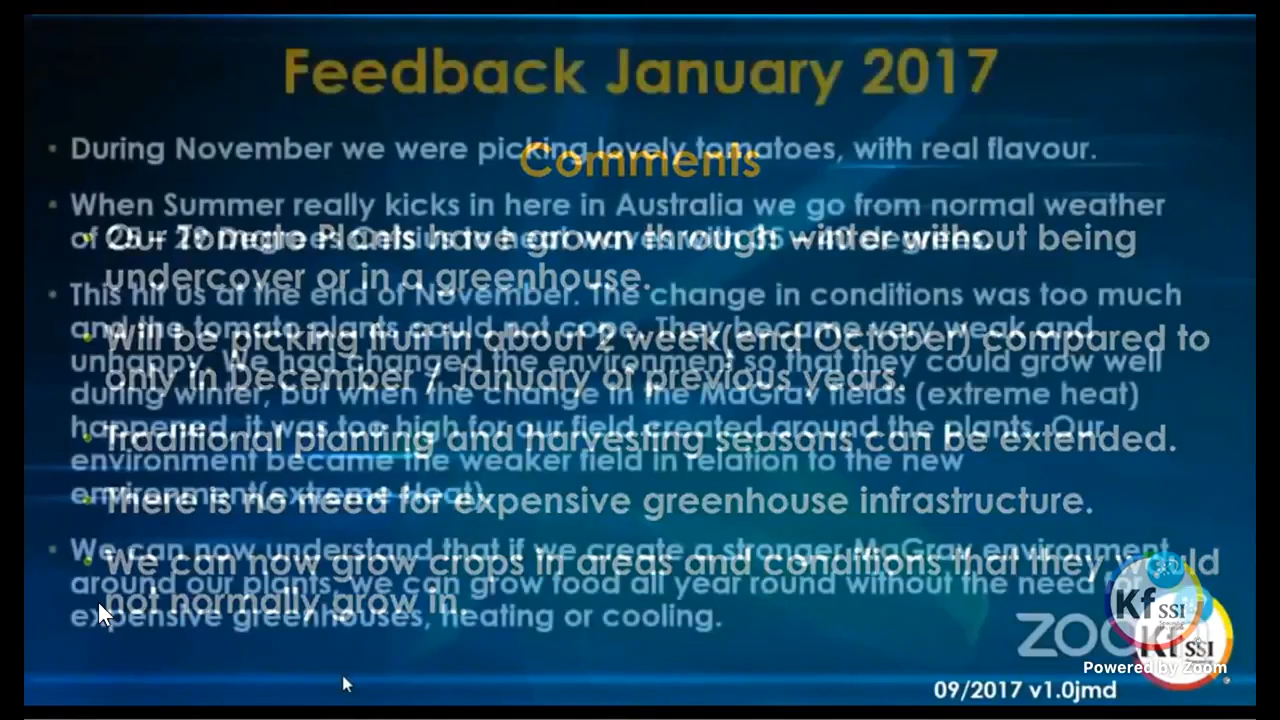 Feedback January 2017
• During November we were picking lovely tomatoes, with real flavour.
Comments
• When Summer really kicks in here in Australia we go from normal weather
• Our Tomato Plants have grown through winter without being
undercover or in a greenhouse.
• This hit us at the end of November. The change in conditions was too much
and the tomato plants could not cope. They became very weak and
• Will be picking fruit in about 2 week(end October) compared to
unhappy. We had changed the environment so that they could grow well
only in December / January of previous years.
during winter, but when the change in the MaGrav fields (extreme heat)
happened, it was too high for our field created around the plants. Our
• Traditional planting and harvesting seasons can be extended.
environment became the weaker field in relation to the new
environment(extreme Heat)
• There is no need for expensive greenhouse infrastructure.
• We can now understand that if we create a stronger MaGrav environment
• We can now grow crops in areas and conditions that they would
around our plants, we can grow food all year round without the need for
not normally grow in.
expensive greenhouses, heating or cooling.
zoom
Kf SSI
Kf SSI
Powered by Zoom
09/2017 v1.0jmd